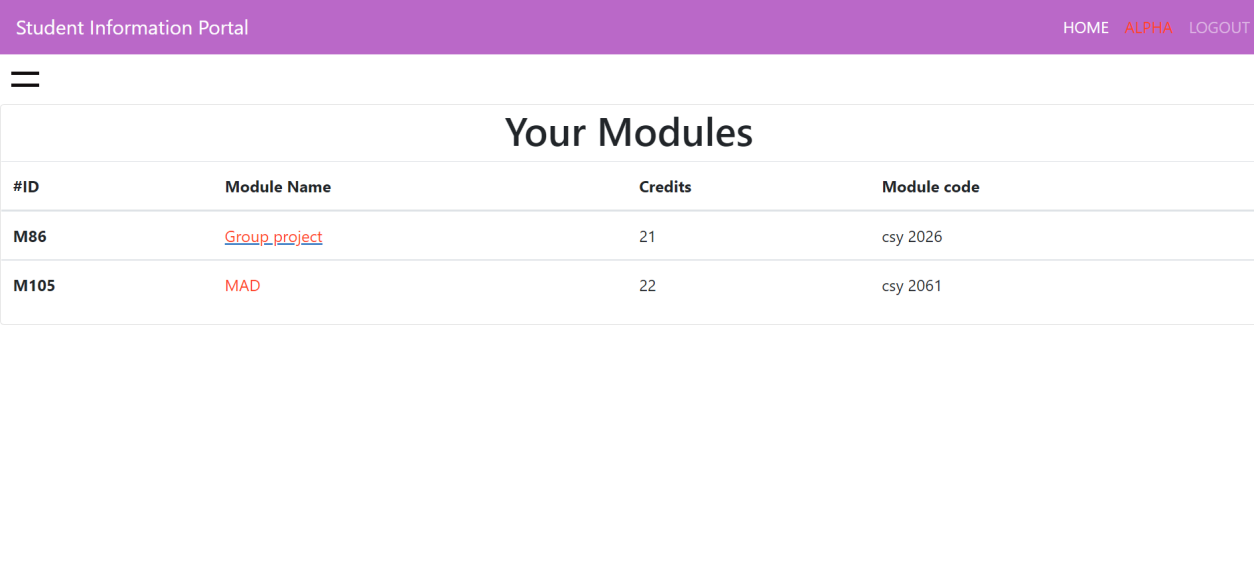 Student Information Portal HOME ALPHA LOGOUT
Your Modules
#ID Module Name Credits Module code
M86 Group project 21 csy 2026
M105 MAD 22 csy 2061